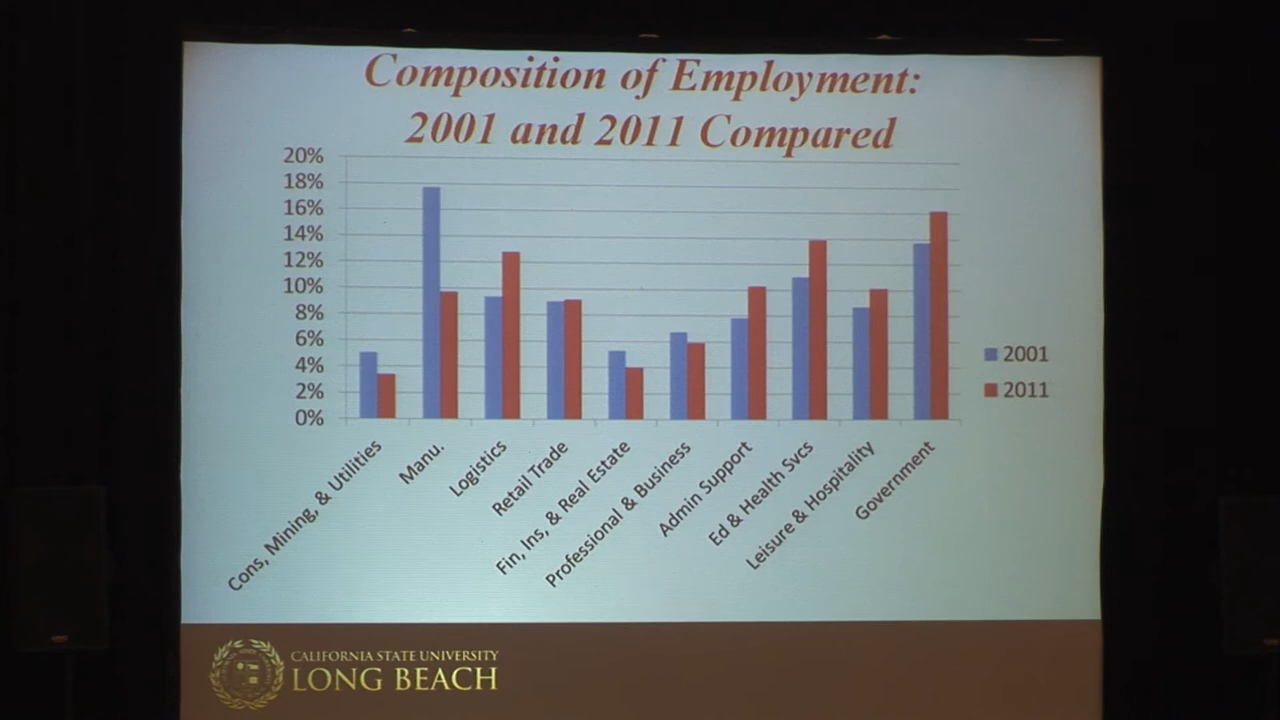 Composition of Employment:
2001 and 2011 Compared
20%
18%
16%
14%
12%
10%
8%
6%
4%
2%
0%
2001
2011
Cons, Mining, & Utilities
Manu.
Logistics
Retail Trade
Fin, Ins, & Real Estate
Professional & Business
Admin Support
Ed & Health Svcs
Leisure & Hospitality
Government
CALIFORNIA STATE UNIVERSITY
LONG BEACH